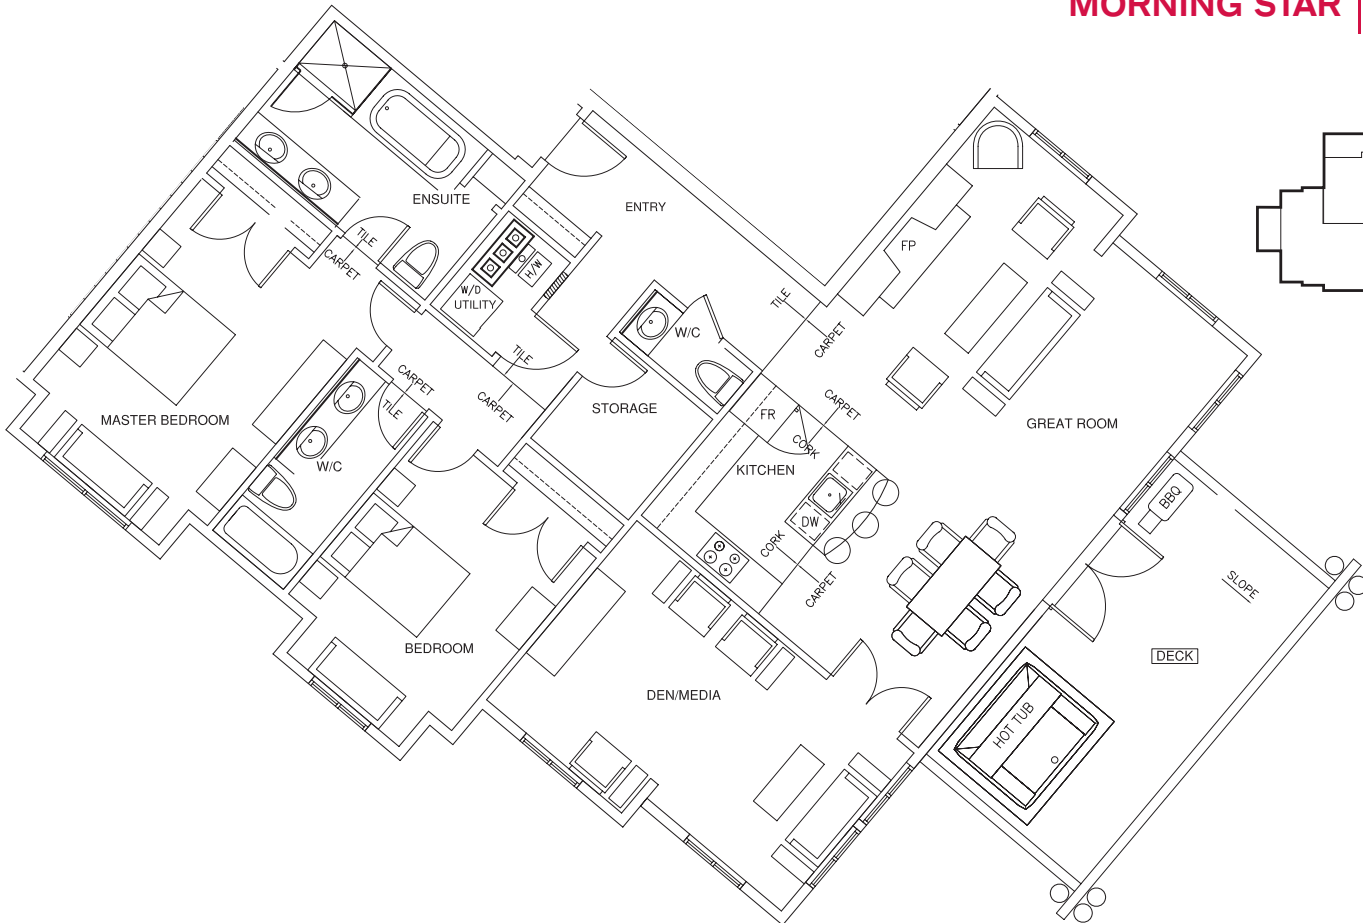 MORNING STAR
ENSUITE
ENTRY
TILE
CARPET
H/W
W/D
UTILITY
FP
TILE
W/C
CARPET
TILE
CARPET
TILE
CARPET
STORAGE
FR
CARPET
CORK
MASTER BEDROOM
GREAT ROOM
W/C
KITCHEN
BBQ
DW
CORK
CARPET
SLOPE
BEDROOM
DECK
DEN/MEDIA
HOT TUB